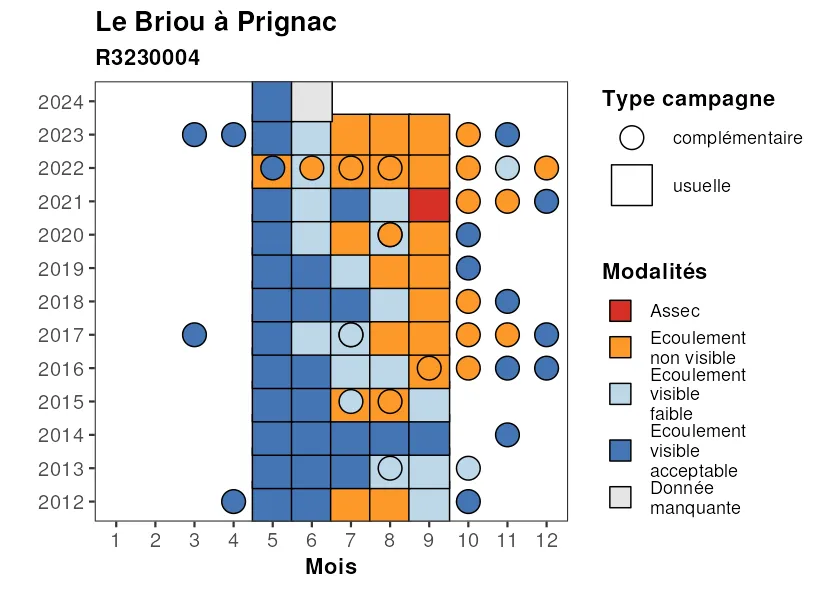 Le Briou à Prignac
R3230004
2024
2023
2022
2021
2020
2019
2018
2017
2016
2015
2014
2013
2012
1 2 3 4 5 6 7 8 9 10 11 12
Mois
Type campagne
complémentaire
usuelle
Modalités
Assec
Ecoulement
non visible
Ecoulement
visible
faible
Ecoulement
visible
acceptable
Donnée
manquante